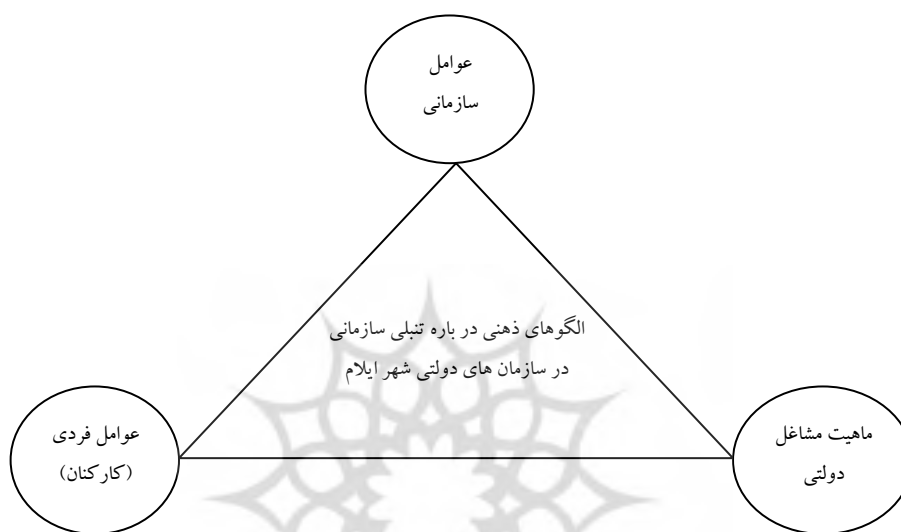 عوامل
سازمانی
الگوهای ذهنی در باره تنبلی سازمانی
در سازمان های دولتی شهر ایلام
ماهیت مشاغل
دولتی
عوامل فردی
(کارکنان)